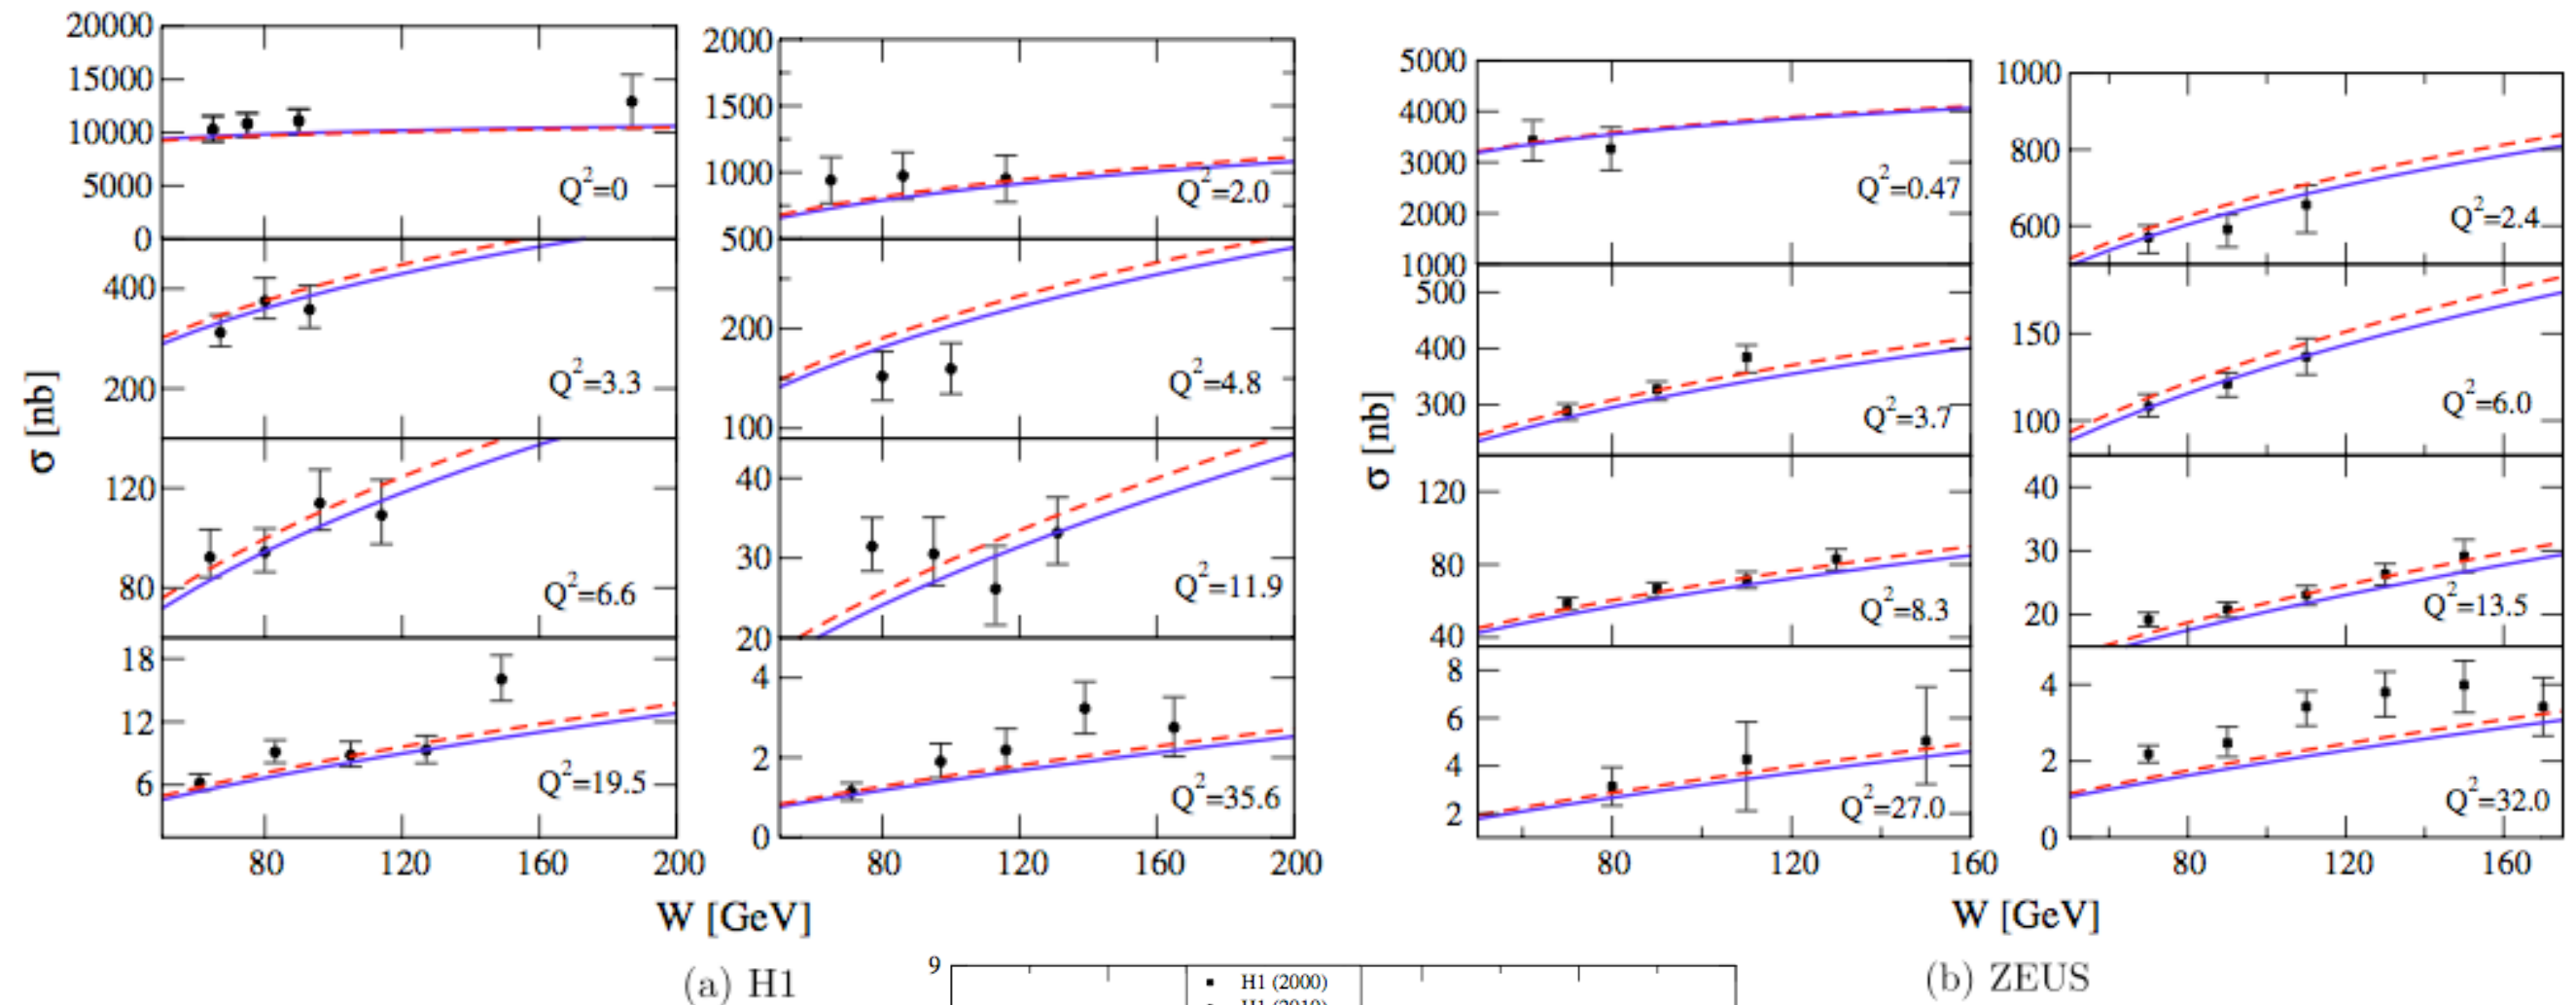 σ [nb]
20000
15000
10000
5000
0
Q²=0
2000
1500
1000
500
Q²=2.0
400
200
Q²=3.3
200
100
Q²=4.8
120
80
Q²=6.6
40
30
20
Q²=11.9
18
12
6
Q²=19.5
4
2
0
Q²=35.6
80 120 160 200
80 120 160 200
W [GeV]
(a) H1
σ [nb]
5000
4000
3000
2000
1000
Q²=0.47
1000
800
600
Q²=2.4
500
400
300
Q²=3.7
150
100
Q²=6.0
120
80
40
Q²=8.3
40
30
20
Q²=13.5
8
6
4
2
Q²=27.0
4
2
0
Q²=32.0
80 120 160
80 120 160
W [GeV]
(b) ZEUS
9
H1 (2000)